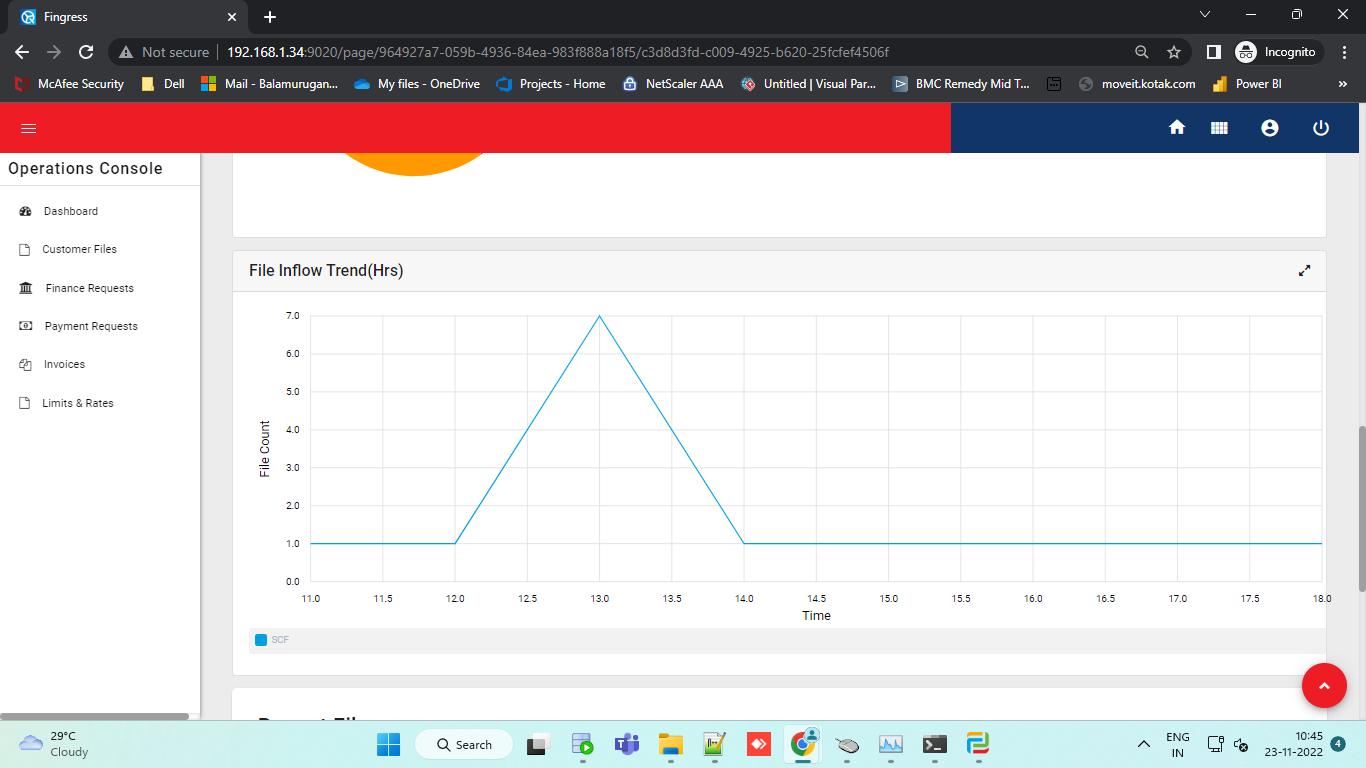 Fingress
Not secure
192.168.1.34:9020/page/964927a7-059b-4936-84ea-983f888a18f5/c3d8d3fd-c009-4925-b620-25fcfef4506f
Incognito
McAfee Security
Dell
Mail - Balamurugan...
My files - OneDrive
Projects - Home
NetScaler AAA
Untitled | Visual Par...
BMC Remedy Mid T...
moveit.kotak.com
Power BI
»
Operations Console
Dashboard
Customer Files
Finance Requests
Payment Requests
Invoices
Limits & Rates
File Inflow Trend(Hrs)
7.0
6.0
5.0
4.0
3.0
2.0
1.0
0.0
File Count
11.0 11.5 12.0 12.5 13.0 13.5 14.0 14.5 15.0 15.5 16.0 16.5 17.0 17.5 18.0
Time
SCF
29°C
Cloudy
Search
ENG
IN
10:45
23-11-2022
4